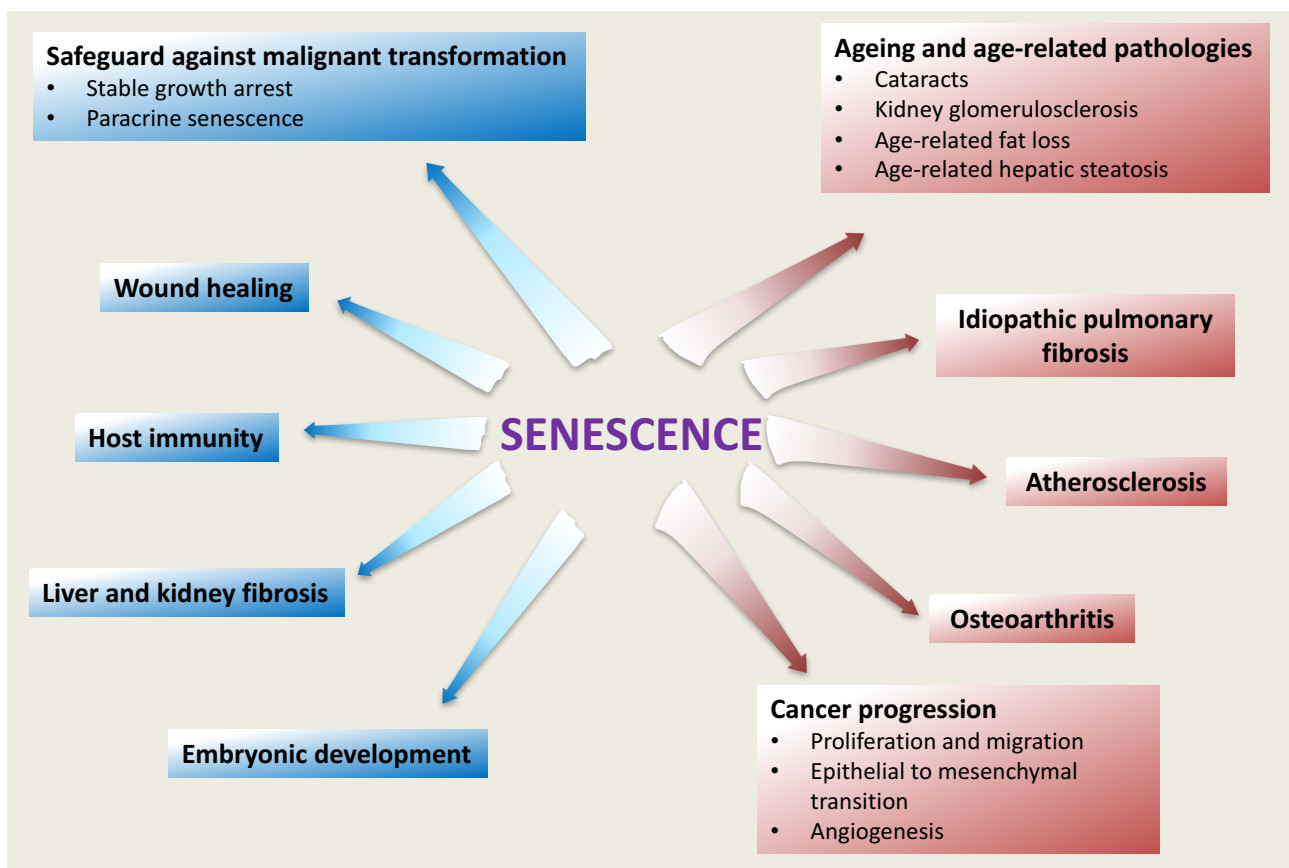 Safeguard against malignant transformation
• Stable growth arrest
• Paracrine senescence
Wound healing
Host immunity
Liver and kidney fibrosis
Embryonic development
SENESCENCE
Ageing and age-related pathologies
• Cataracts
• Kidney glomerulosclerosis
• Age-related fat loss
• Age-related hepatic steatosis
Idiopathic pulmonary
fibrosis
Atherosclerosis
Osteoarthritis
Cancer progression
• Proliferation and migration
• Epithelial to mesenchymal
transition
• Angiogenesis